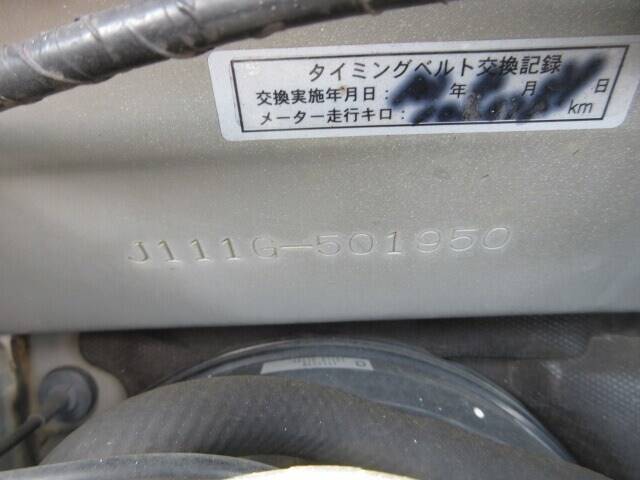 タイミングベルト交換記録
交換実施年月日: 年 月 日
メーター走行キロ: km
J111G-501950